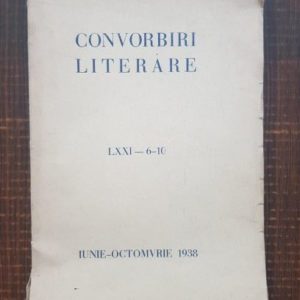 CONVORBIRI
LITERARE
LXXI — 6-10
IUNIE-OCTOMVRIE 1938